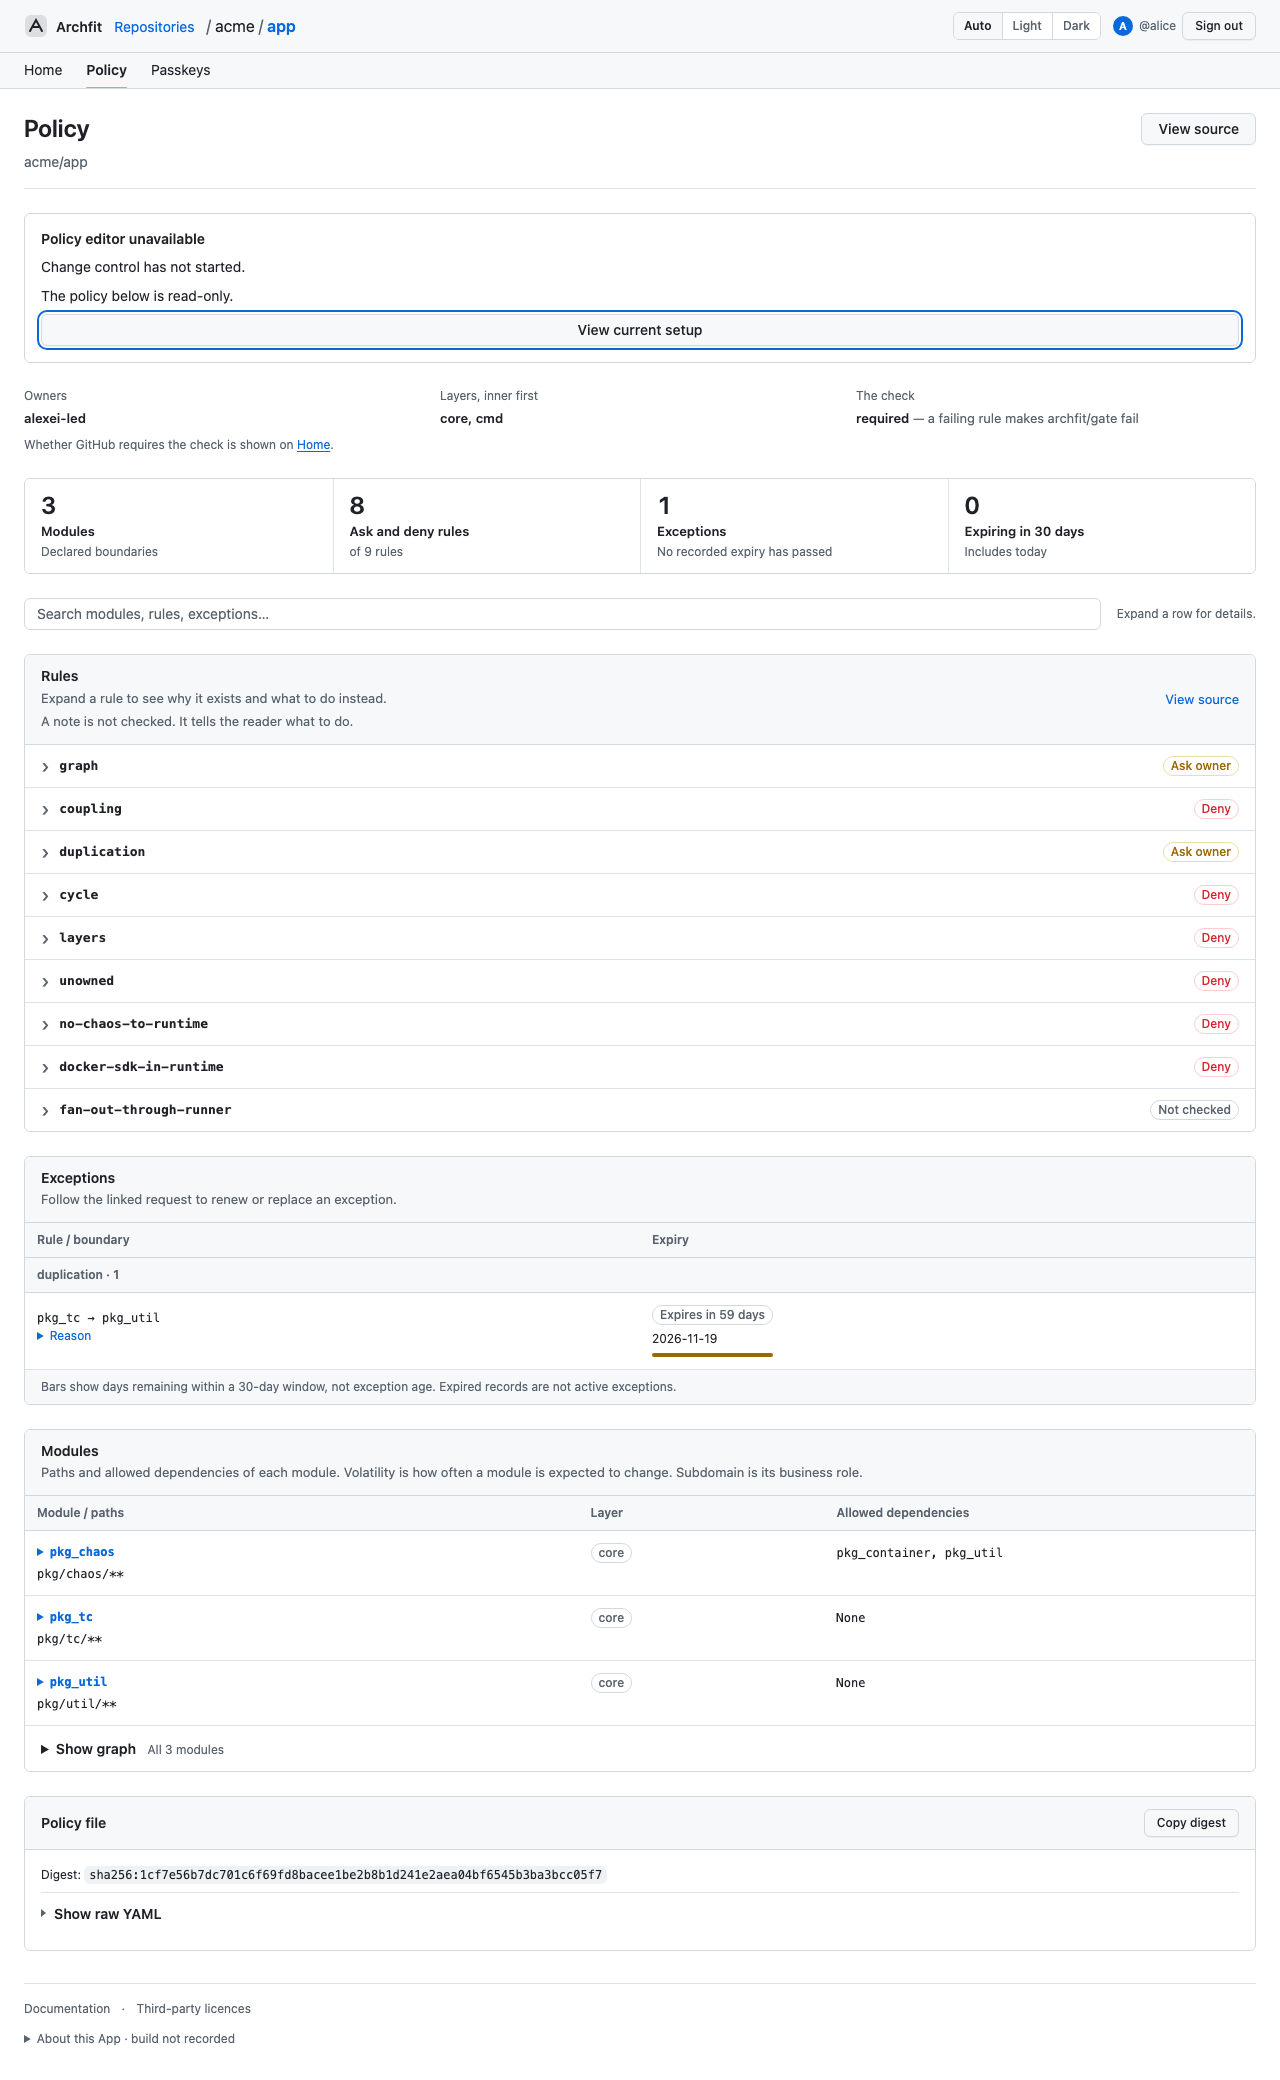 Archfit Repositories / acme / app Auto Light Dark A @alice Sign out
Home Policy Passkeys
Policy View source
acme/app
Policy editor unavailable
Change control has not started.
The policy below is read-only.
View current setup
Owners Layers, inner first The check
alexei-led core, cmd required — a failing rule makes archfit/gate fail
Whether GitHub requires the check is shown on Home.
3 8 1 0
Modules Ask and deny rules Exceptions Expiring in 30 days
Declared boundaries of 9 rules No recorded expiry has passed Includes today
Search modules, rules, exceptions... Expand a row for details.
Rules
Expand a rule to see why it exists and what to do instead. View source
A note is not checked. It tells the reader what to do.
graph Ask owner
coupling Deny
duplication Ask owner
cycle Deny
layers Deny
unowned Deny
no-chaos-to-runtime Deny
docker-sdk-in-runtime Deny
fan-out-through-runner Not checked
Exceptions
Follow the linked request to renew or replace an exception.
Rule / boundary Expiry
duplication · 1
pkg_tc → pkg_util Expires in 59 days
Reason 2026-11-19
Bars show days remaining within a 30-day window, not exception age. Expired records are not active exceptions.
Modules
Paths and allowed dependencies of each module. Volatility is how often a module is expected to change. Subdomain is its business role.
Module / paths Layer Allowed dependencies
pkg_chaos core pkg_container, pkg_util
pkg/chaos/**
pkg_tc core None
pkg/tc/**
pkg_util core None
pkg/util/**
Show graph All 3 modules
Policy file Copy digest
Digest: sha256:1cf7e56b7dc701c6f69fd8bacee1be2b8b1d241e2aea04bf6545b3ba3bcc05f7
Show raw YAML
Documentation · Third-party licences
About this App · build not recorded